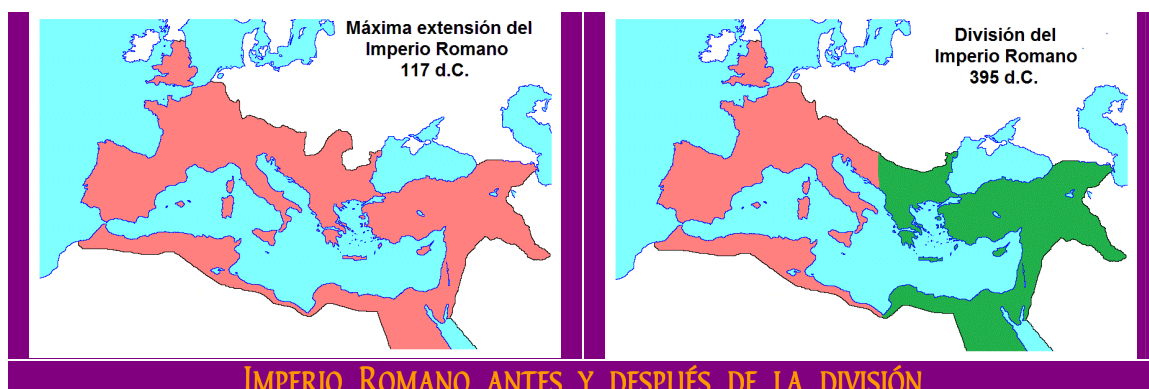 Máxima extensión del
Imperio Romano
117 d.C.
División del
Imperio Romano
395 d.C.
IMPERIO ROMANO ANTES Y DESPUÉS DE LA DIVISIÓN